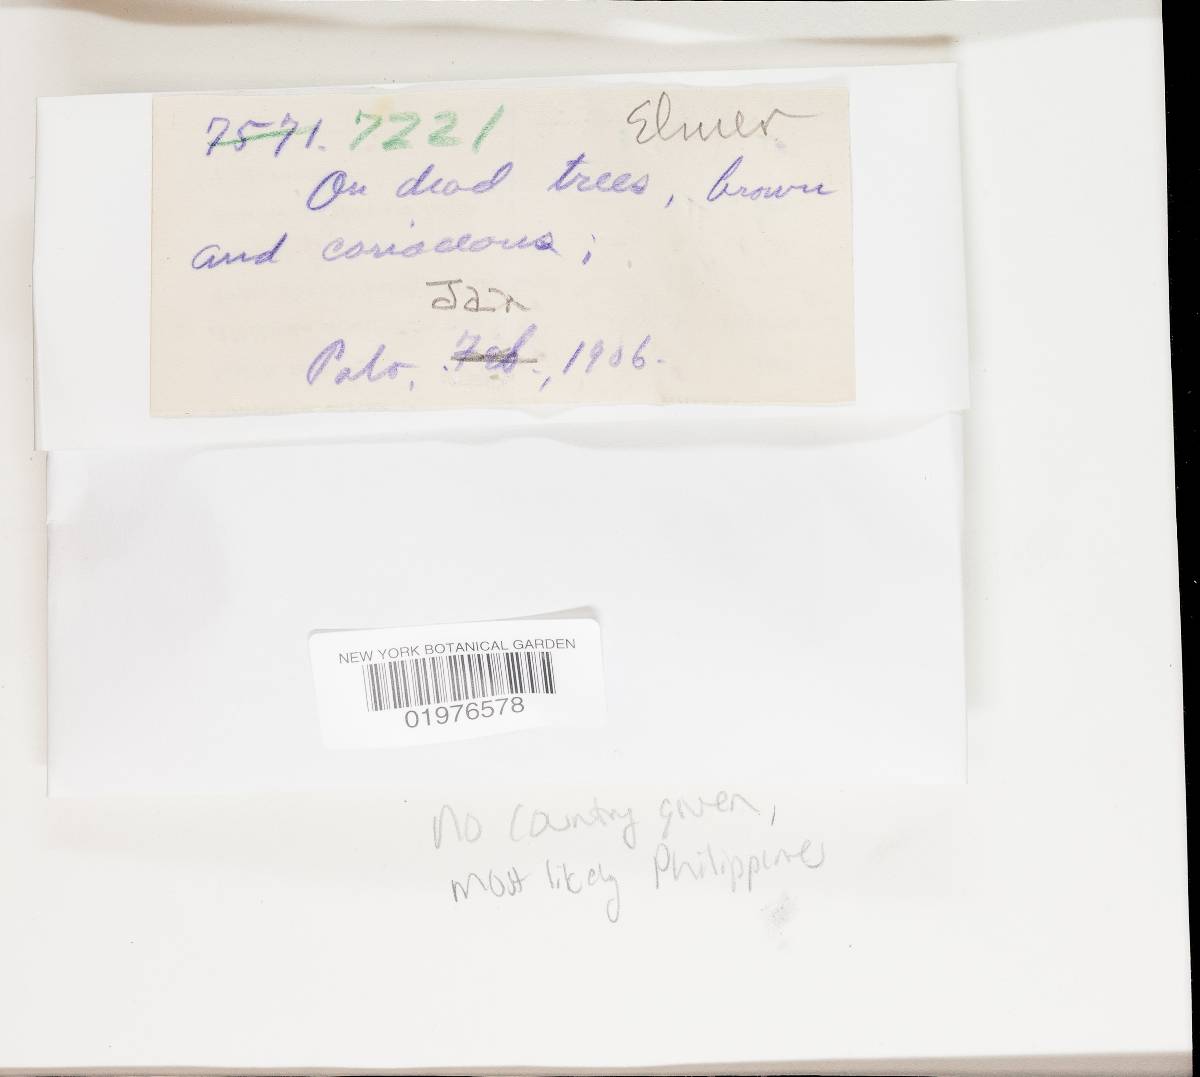 7571. 7221 Elmer
On dead trees, brown
and coriaceous;
Jan
Palo, Feb., 1906.
NEW YORK BOTANICAL GARDEN
01976578
No country given,
most likely Philippines